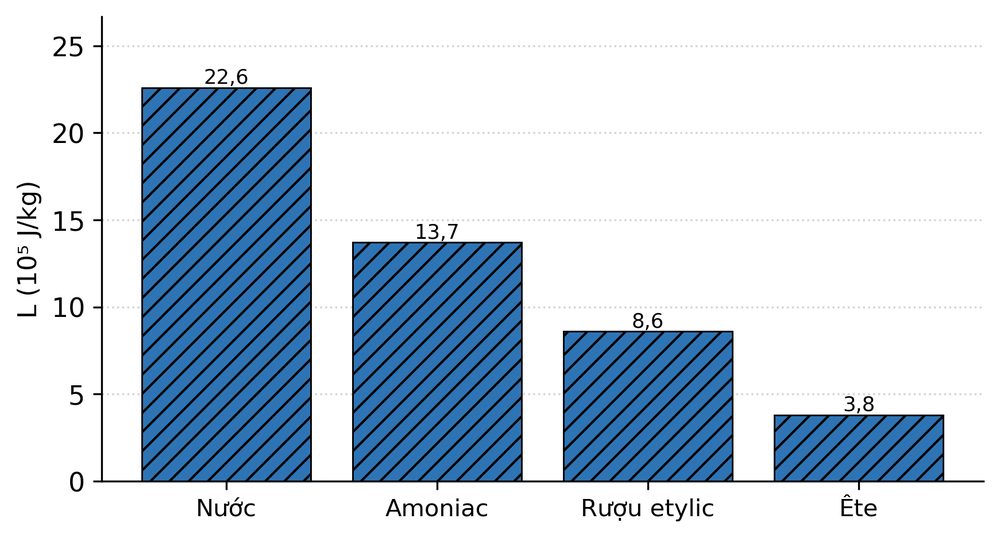 L (10⁵ J/kg)
25
20
15
10
5
0
22,6
13,7
8,6
3,8
Nước
Amoniac
Rượu etylic
Ête